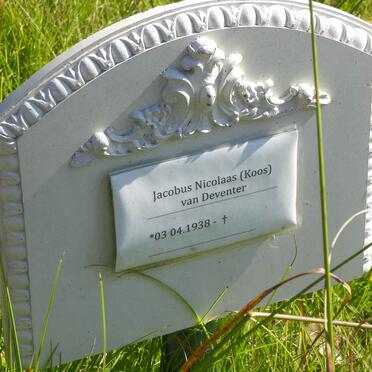 Jacobus Nicolaas (Koos)
van Deventer
*03 04.1938 - †